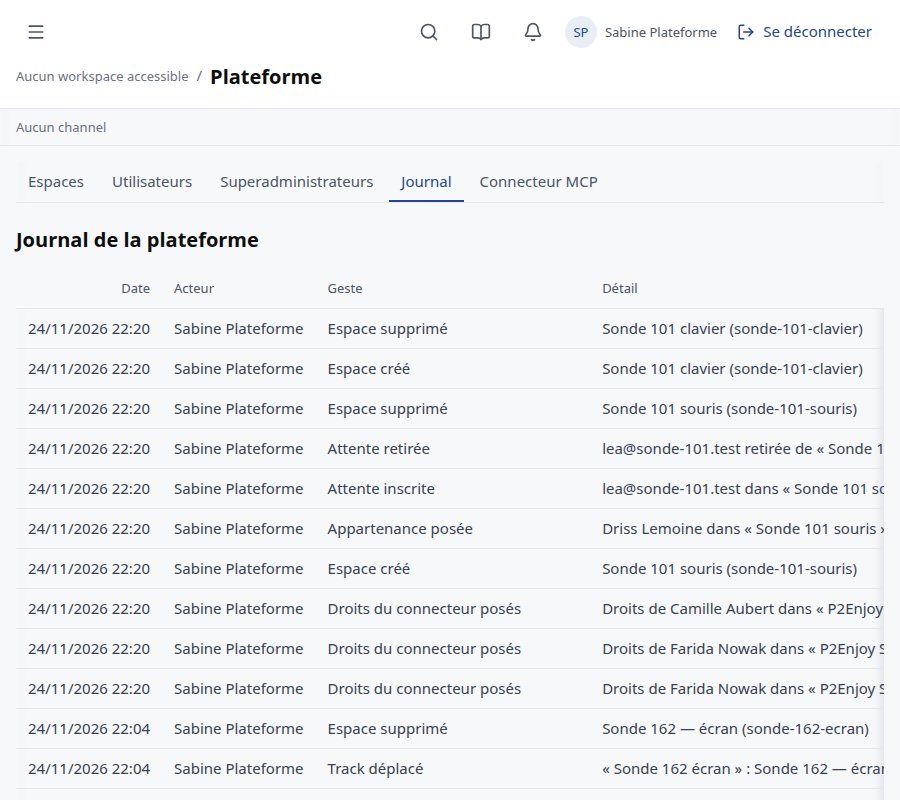 SP Sabine Plateforme Se déconnecter
Aucun workspace accessible / Plateforme
Aucun channel
Espaces Utilisateurs Superadministrateurs Journal Connecteur MCP
Journal de la plateforme
Date Acteur Geste Détail
24/11/2026 22:20 Sabine Plateforme Espace supprimé Sonde 101 clavier (sonde-101-clavier)
24/11/2026 22:20 Sabine Plateforme Espace créé Sonde 101 clavier (sonde-101-clavier)
24/11/2026 22:20 Sabine Plateforme Espace supprimé Sonde 101 souris (sonde-101-souris)
24/11/2026 22:20 Sabine Plateforme Attente retirée lea@sonde-101.test retirée de « Sonde 1
24/11/2026 22:20 Sabine Plateforme Attente inscrite lea@sonde-101.test dans « Sonde 101 so
24/11/2026 22:20 Sabine Plateforme Appartenance posée Driss Lemoine dans « Sonde 101 souris »
24/11/2026 22:20 Sabine Plateforme Espace créé Sonde 101 souris (sonde-101-souris)
24/11/2026 22:20 Sabine Plateforme Droits du connecteur posés Droits de Camille Aubert dans « P2Enjoy
24/11/2026 22:20 Sabine Plateforme Droits du connecteur posés Droits de Farida Nowak dans « P2Enjoy S
24/11/2026 22:20 Sabine Plateforme Droits du connecteur posés Droits de Farida Nowak dans « P2Enjoy S
24/11/2026 22:04 Sabine Plateforme Espace supprimé Sonde 162 — écran (sonde-162-ecran)
24/11/2026 22:04 Sabine Plateforme Track déplacé « Sonde 162 écran » : Sonde 162 — écran